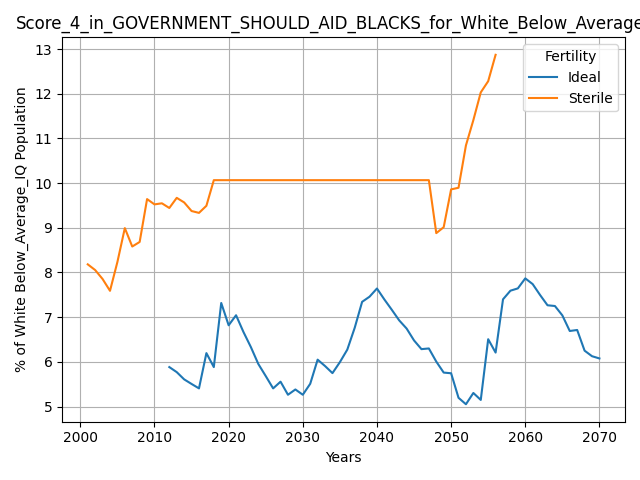 Score_4_in_GOVERNMENT_SHOULD_AID_BLACKS_for_White_Below_Average
Fertility
Ideal
Sterile
% of White Below_Average_IQ Population
13
12
11
10
9
8
7
6
5
2000 2010 2020 2030 2040 2050 2060 2070
Years